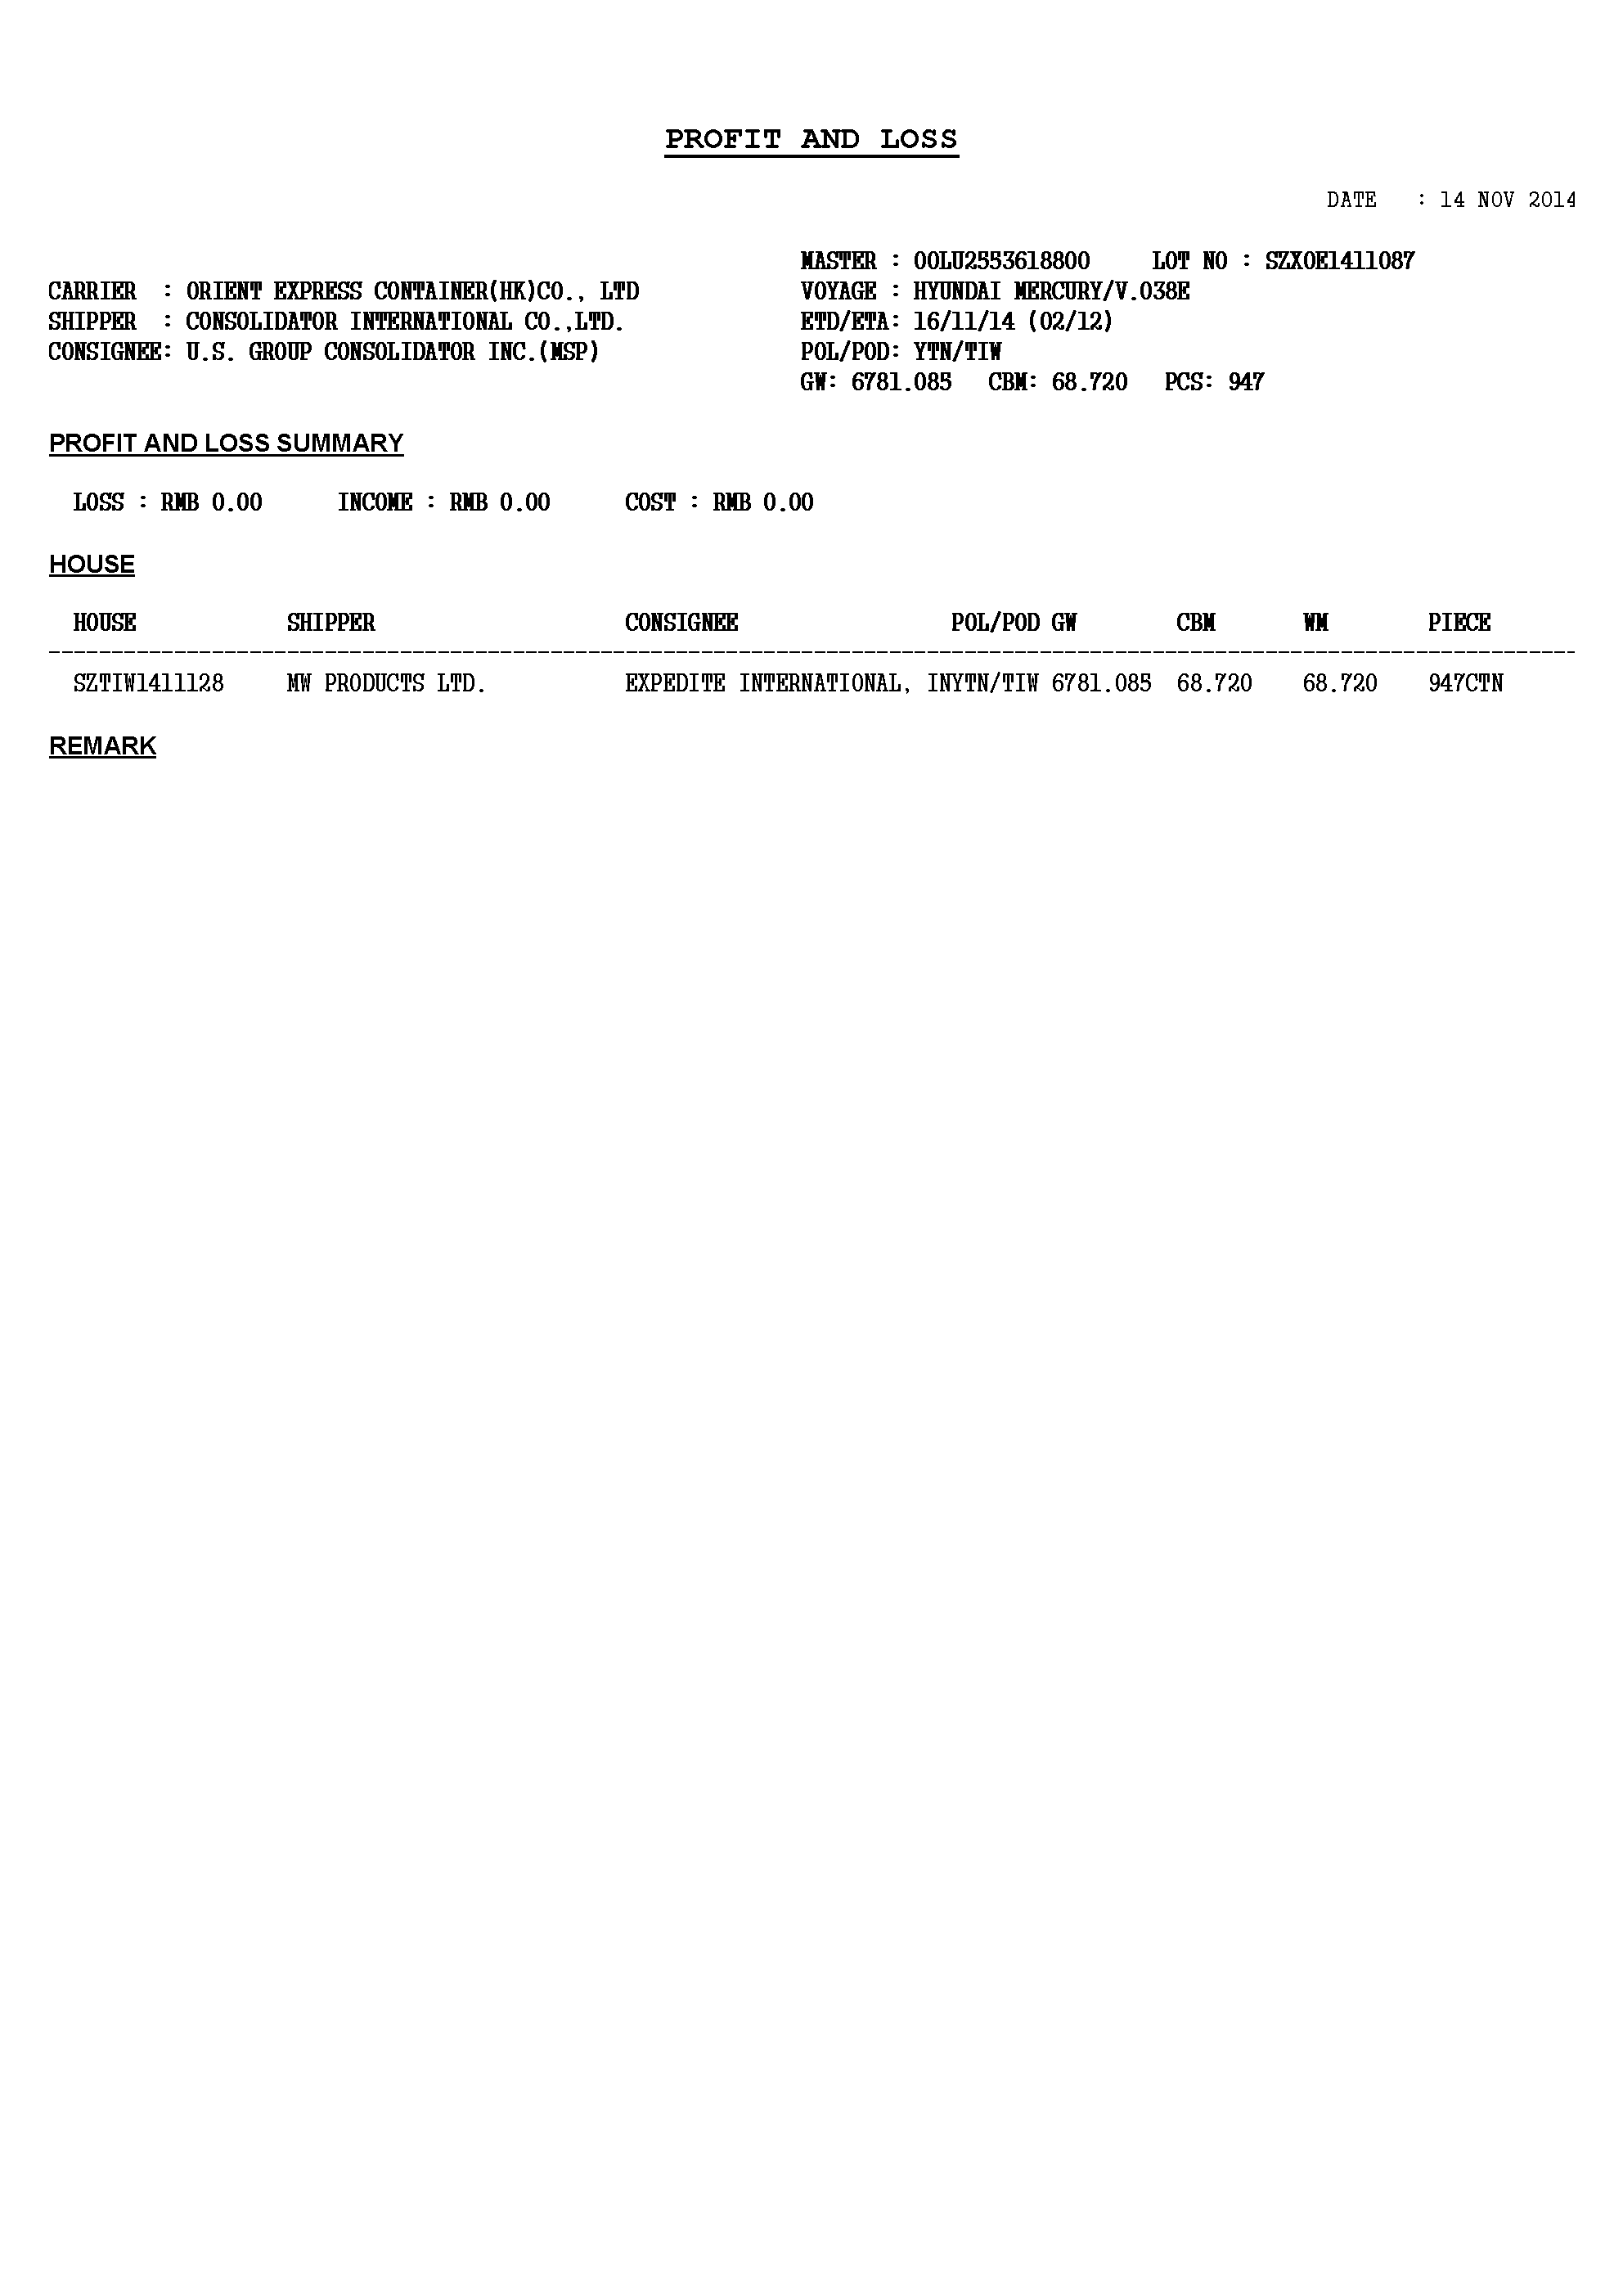 PROFIT AND LOSS
DATE : 14 NOV 2014
MASTER : OOLU2553618800 LOT NO : SZXOE1411087
CARRIER : ORIENT EXPRESS CONTAINER(HK)CO., LTD VOYAGE : HYUNDAI MERCURY/V.038E
SHIPPER : CONSOLIDATOR INTERNATIONAL CO.,LTD. ETD/ETA: 16/11/14 (02/12)
CONSIGNEE: U.S. GROUP CONSOLIDATOR INC.(MSP) POL/POD: YTN/TIW
GW: 6781.085 CBM: 68.720 PCS: 947
PROFIT AND LOSS SUMMARY
LOSS : RMB 0.00 INCOME : RMB 0.00 COST : RMB 0.00
HOUSE
HOUSE SHIPPER CONSIGNEE POL/POD GW CBM WM PIECE
SZTIW1411128 MW PRODUCTS LTD. EXPEDITE INTERNATIONAL, INYTN/TIW 6781.085 68.720 68.720 947CTN
REMARK